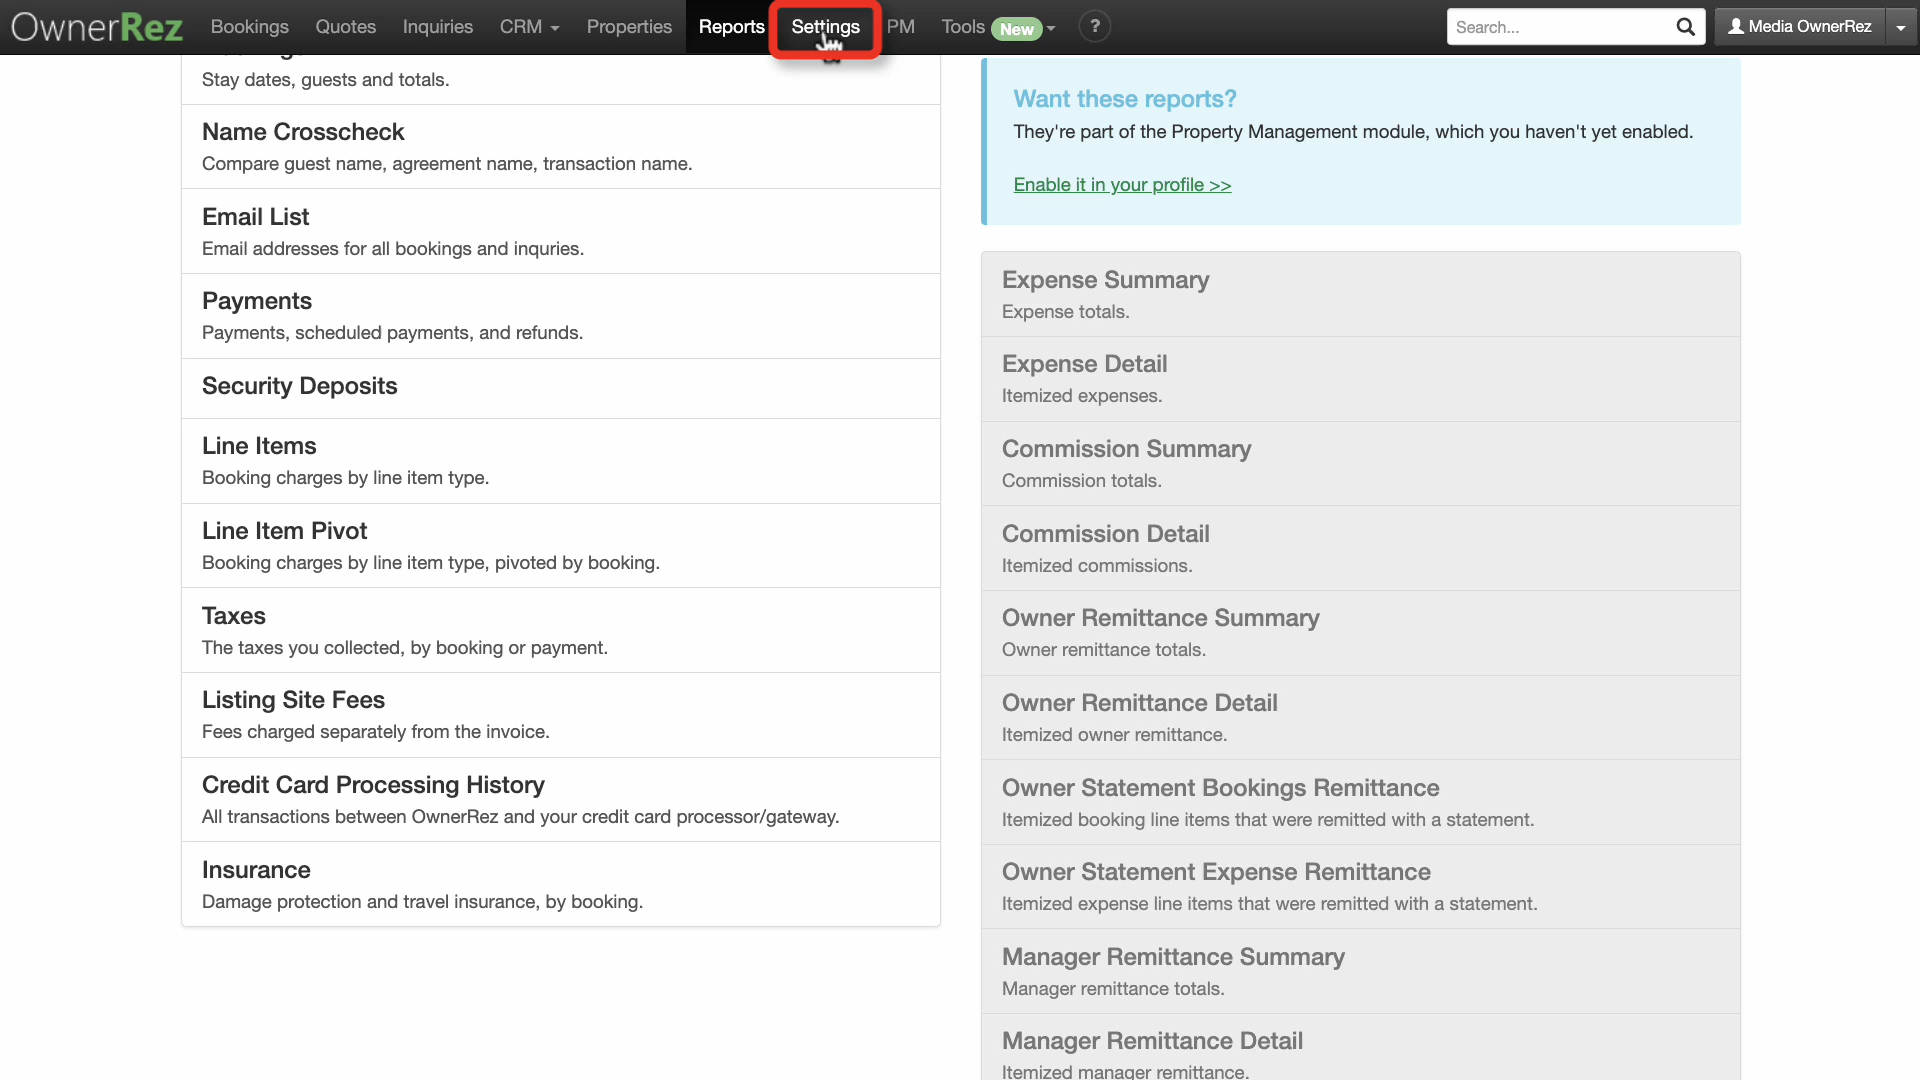 OwnerRez Bookings Quotes Inquiries CRM Properties Reports Settings PM Tools New ? Search... Media OwnerRez
Stay dates, guests and totals.
Name Crosscheck
Compare guest name, agreement name, transaction name.
Email List
Email addresses for all bookings and inquries.
Payments
Payments, scheduled payments, and refunds.
Security Deposits
Line Items
Booking charges by line item type.
Line Item Pivot
Booking charges by line item type, pivoted by booking.
Taxes
The taxes you collected, by booking or payment.
Listing Site Fees
Fees charged separately from the invoice.
Credit Card Processing History
All transactions between OwnerRez and your credit card processor/gateway.
Insurance
Damage protection and travel insurance, by booking.
Want these reports?
They're part of the Property Management module, which you haven't yet enabled.
Enable it in your profile >>
Expense Summary
Expense totals.
Expense Detail
Itemized expenses.
Commission Summary
Commission totals.
Commission Detail
Itemized commissions.
Owner Remittance Summary
Owner remittance totals.
Owner Remittance Detail
Itemized owner remittance.
Owner Statement Bookings Remittance
Itemized booking line items that were remitted with a statement.
Owner Statement Expense Remittance
Itemized expense line items that were remitted with a statement.
Manager Remittance Summary
Manager remittance totals.
Manager Remittance Detail
Itemized manager remittance.